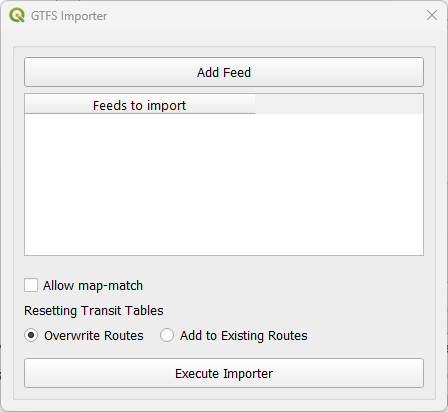 GTFS Importer
Add Feed
Feeds to import
Allow map-match
Resetting Transit Tables
Overwrite Routes Add to Existing Routes
Execute Importer